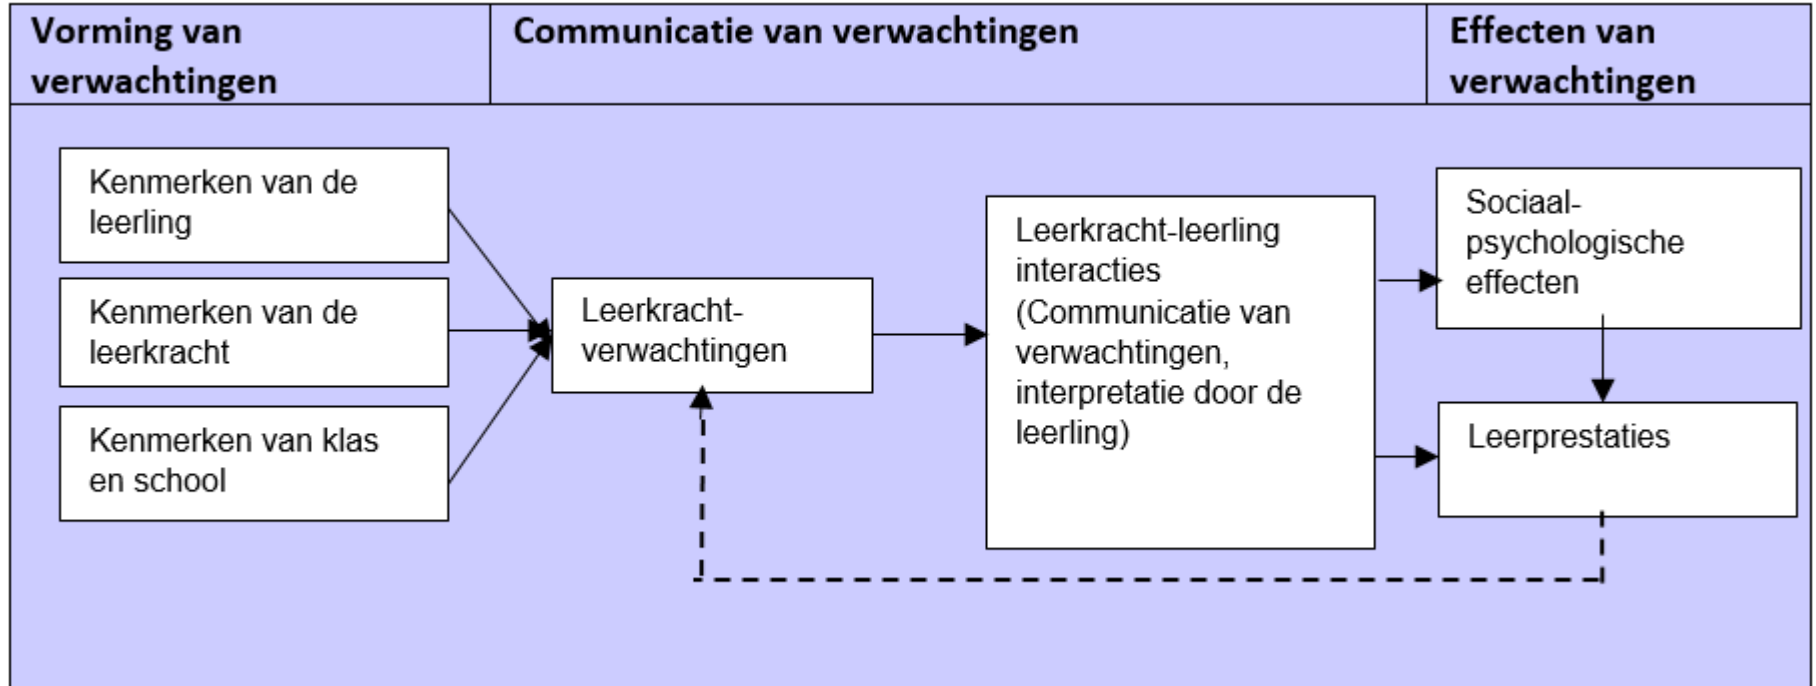 Vorming van
verwachtingen
Communicatie van verwachtingen
Effecten van
verwachtingen
Kenmerken van de
leerling
Kenmerken van de
leerkracht
Kenmerken van klas
en school
Leerkracht-
verwachtingen
Leerkracht-leerling
interacties
(Communicatie van
verwachtingen,
interpretatie door de
leerling)
Sociaal-
psychologische
effecten
Leerprestaties